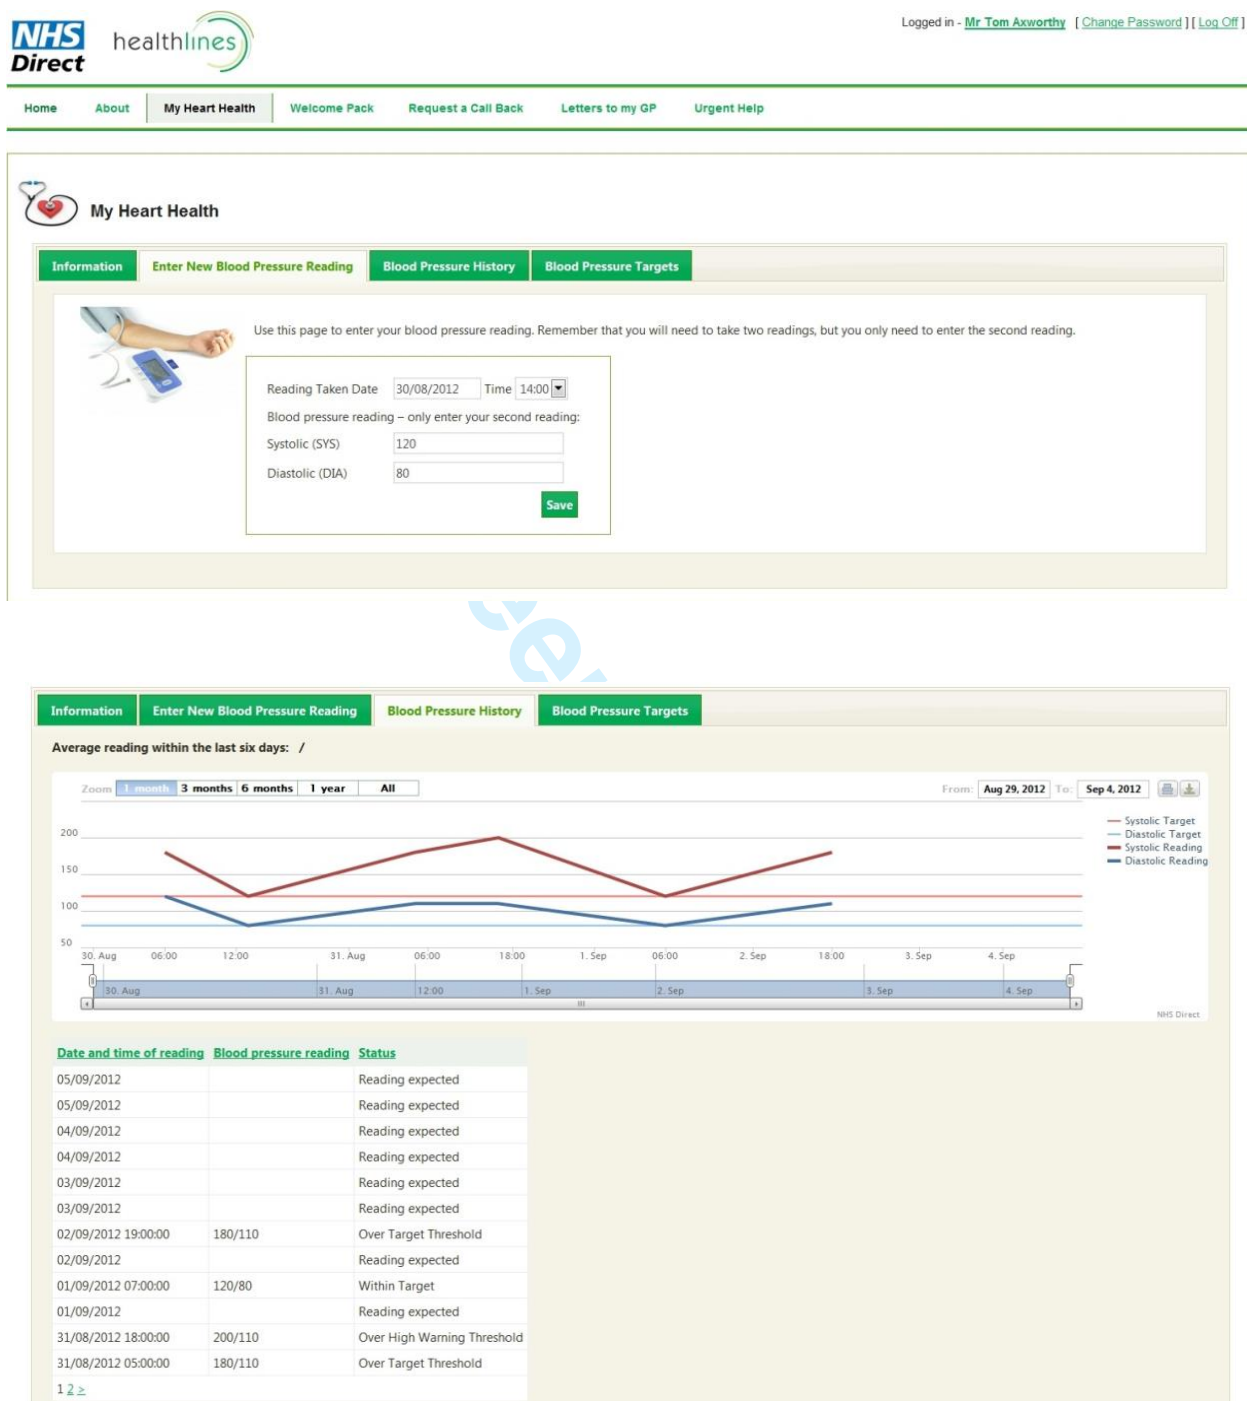 Logged in - Mr Tom Axworthy [ Change Password ] [ Log Off ]
NHS
Direct
healthlines
Home About My Heart Health Welcome Pack Request a Call Back Letters to my GP Urgent Help
My Heart Health
Information Enter New Blood Pressure Reading Blood Pressure History Blood Pressure Targets
Use this page to enter your blood pressure reading. Remember that you will need to take two readings, but you only need to enter the second reading.
Reading Taken Date 30/08/2012 Time 14:00
Blood pressure reading – only enter your second reading:
Systolic (SYS) 120
Diastolic (DIA) 80
Save
Information Enter New Blood Pressure Reading Blood Pressure History Blood Pressure Targets
Average reading within the last six days: /
Zoom 1 month 3 months 6 months 1 year All From: Aug 29, 2012 To: Sep 4, 2012
Systolic Target
Diastolic Target
Systolic Reading
Diastolic Reading
200
150
100
50
30. Aug 06:00 12:00 31. Aug 06:00 18:00 1. Sep 06:00 2. Sep 18:00 3. Sep 4. Sep
30. Aug 31. Aug 12:00 1. Sep 2. Sep 3. Sep 4. Sep
NHS Direct
Date and time of reading Blood pressure reading Status
05/09/2012 Reading expected
05/09/2012 Reading expected
04/09/2012 Reading expected
04/09/2012 Reading expected
03/09/2012 Reading expected
03/09/2012 Reading expected
02/09/2012 19:00:00 180/110 Over Target Threshold
02/09/2012 Reading expected
01/09/2012 07:00:00 120/80 Within Target
01/09/2012 Reading expected
31/08/2012 18:00:00 200/110 Over High Warning Threshold
31/08/2012 05:00:00 180/110 Over Target Threshold
1 2 >